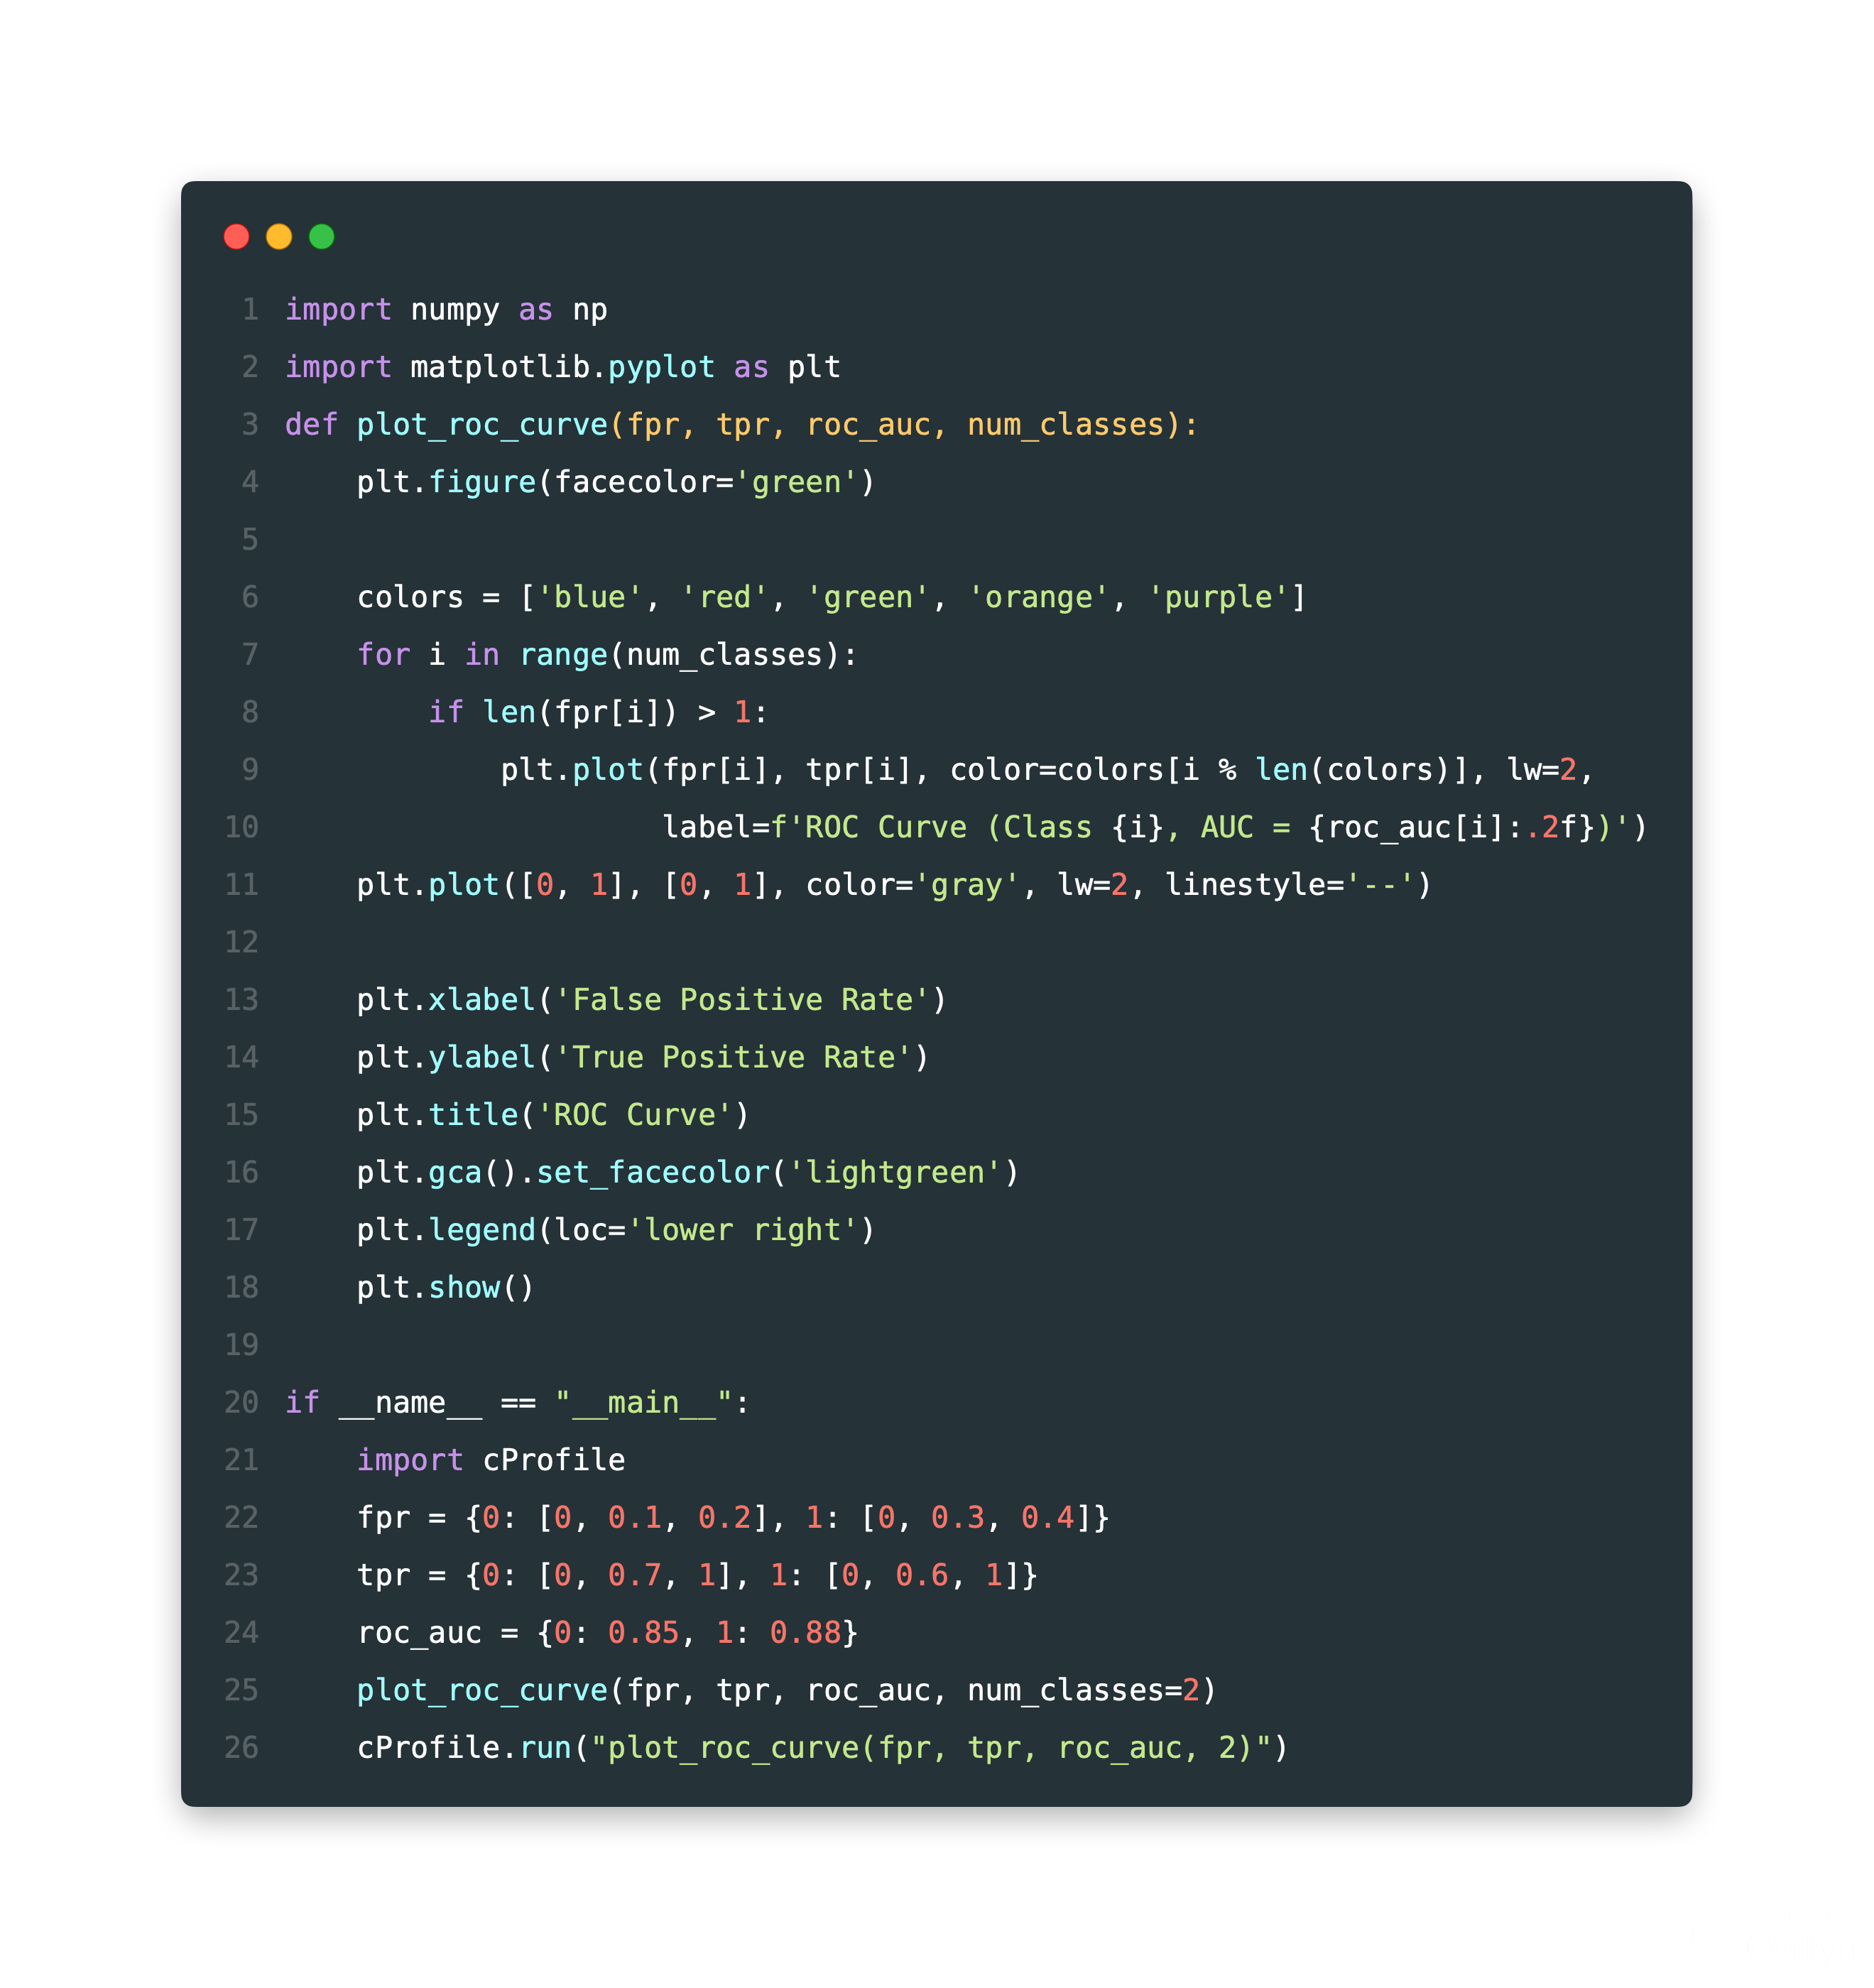 1 import numpy as np
2 import matplotlib.pyplot as plt
3 def plot_roc_curve(fpr, tpr, roc_auc, num_classes):
4     plt.figure(facecolor='green')
5
6     colors = ['blue', 'red', 'green', 'orange', 'purple']
7     for i in range(num_classes):
8         if len(fpr[i]) > 1:
9             plt.plot(fpr[i], tpr[i], color=colors[i % len(colors)], lw=2,
10                      label=f'ROC Curve (Class {i}, AUC = {roc_auc[i]:.2f})')
11     plt.plot([0, 1], [0, 1], color='gray', lw=2, linestyle='--')
12
13     plt.xlabel('False Positive Rate')
14     plt.ylabel('True Positive Rate')
15     plt.title('ROC Curve')
16     plt.gca().set_facecolor('lightgreen')
17     plt.legend(loc='lower right')
18     plt.show()
19
20 if __name__ == "__main__":
21     import cProfile
22     fpr = {0: [0, 0.1, 0.2], 1: [0, 0.3, 0.4]}
23     tpr = {0: [0, 0.7, 1], 1: [0, 0.6, 1]}
24     roc_auc = {0: 0.85, 1: 0.88}
25     plot_roc_curve(fpr, tpr, roc_auc, num_classes=2)
26     cProfile.run("plot_roc_curve(fpr, tpr, roc_auc, 2)")